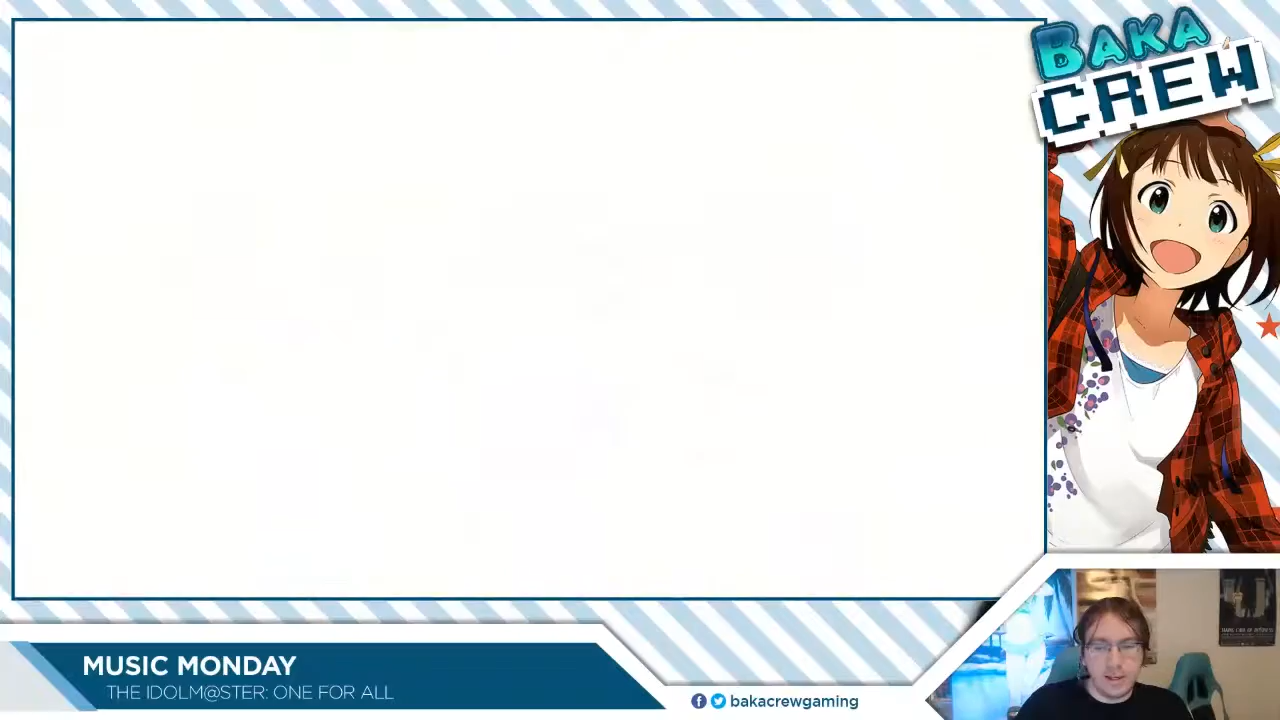 BAKA
CREW
MUSIC MONDAY
THE IDOLM@STER: ONE FOR ALL
bakacrewgaming